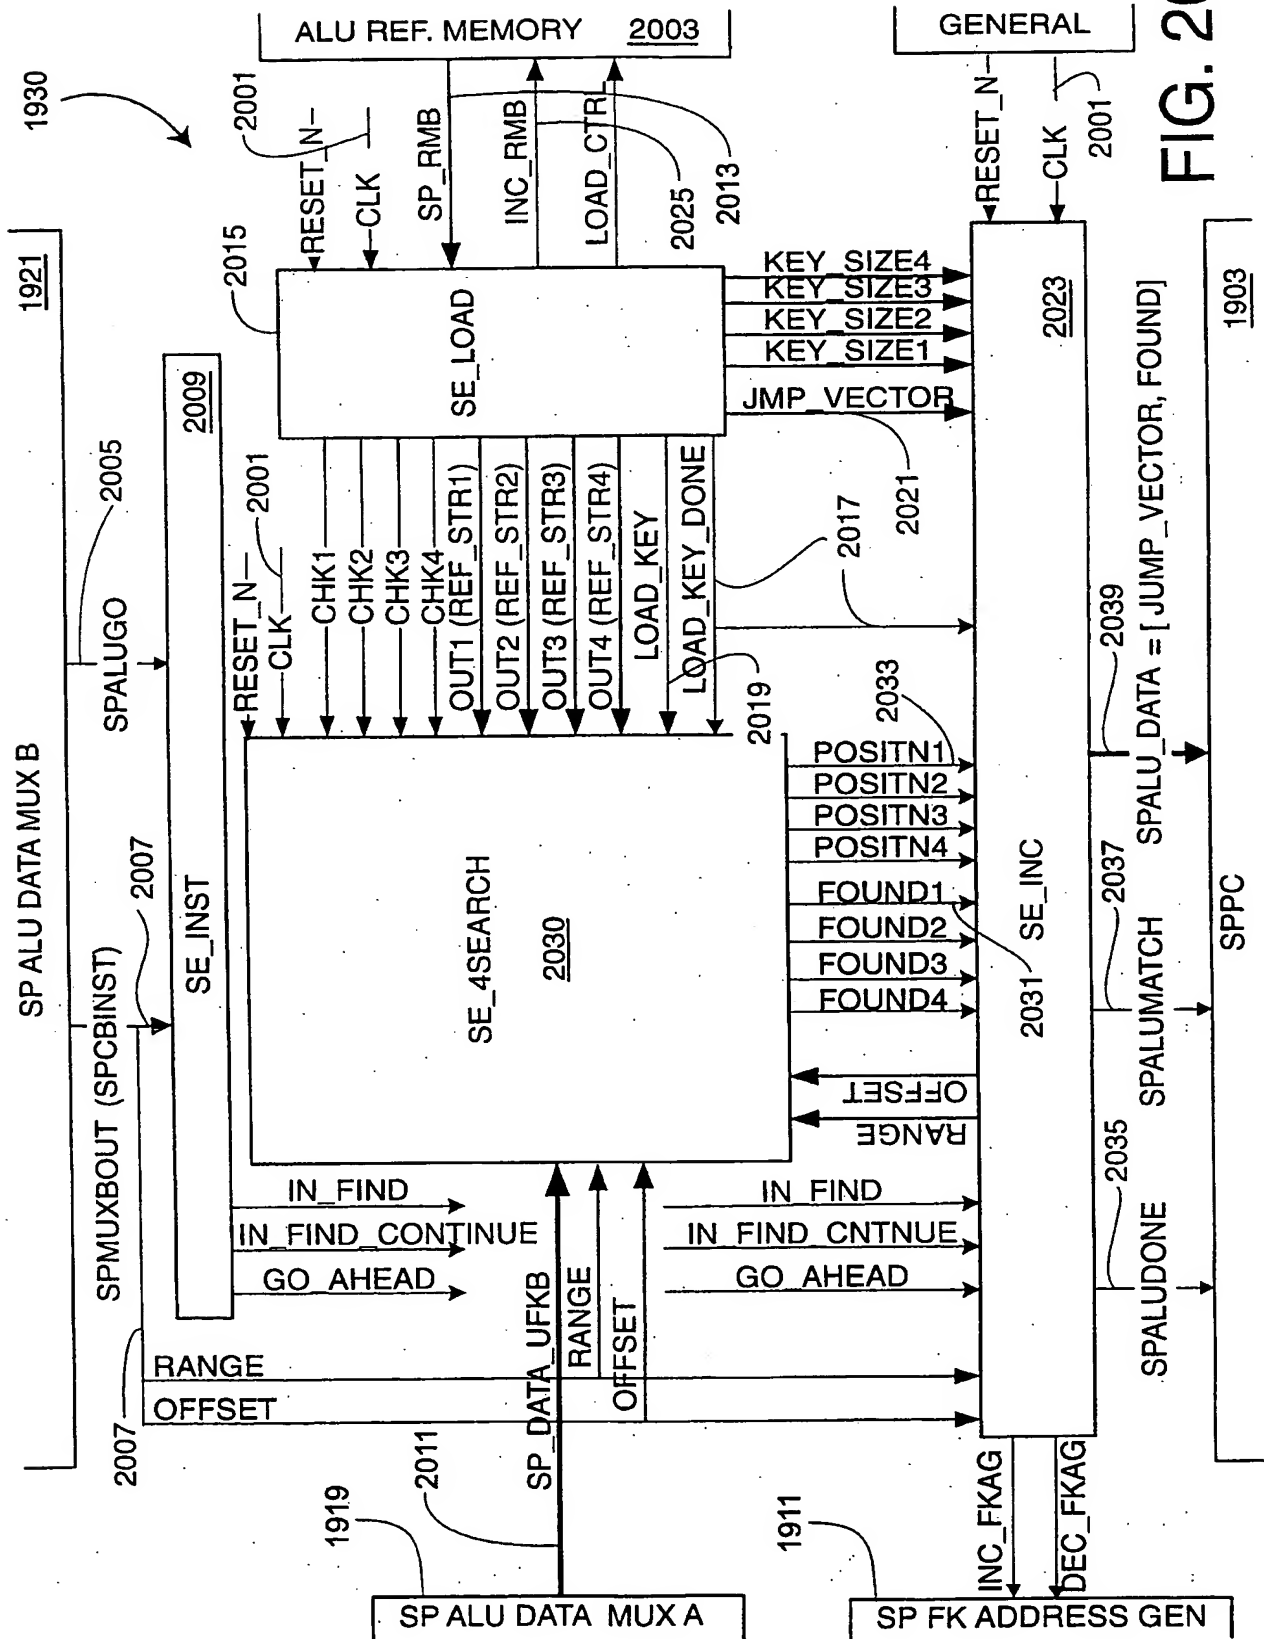 1930
ALU REF. MEMORY 2003
GENERAL
RESET_N
CLK
2001
SP_RMB
INC_RMB
LOAD_CTRL
2025
2013
RESET_N
CLK
2001
2015
SE_LOAD
KEY_SIZE4
KEY_SIZE3
KEY_SIZE2
KEY_SIZE1
JMP_VECTOR
2021
1921
SP ALU DATA MUX B
2005
SPALUGO
SPMUXBOUT (SPCBINST)
2007
2009
SE_INST
RESET_N
CLK
2001
CHK1
CHK2
CHK3
CHK4
OUT1 (REF_STR1)
OUT2 (REF_STR2)
OUT3 (REF_STR3)
OUT4 (REF_STR4)
LOAD_KEY
LOAD_KEY_DONE
2017
2019
SE_4SEARCH
2030
POSITN1
2033
POSITN2
POSITN3
POSITN4
FOUND1
FOUND2
FOUND3
FOUND4
2031
SE_INC
2023
OFFSET
RANGE
IN_FIND
IN_FIND_CONTINUE
GO_AHEAD
IN_FIND
IN_FIND_CNTNUE
GO_AHEAD
2007
RANGE
OFFSET
SP_DATA_UFKB
RANGE
OFFSET
2011
1919
SP ALU DATA MUX A
1911
SP FK ADDRESS GEN
INC_FKAG
DEC_FKAG
SPALUDONE
2035
SPALUMATCH
2037
SPALU_DATA = [JUMP_VECTOR, FOUND]
2039
SPPC
1903